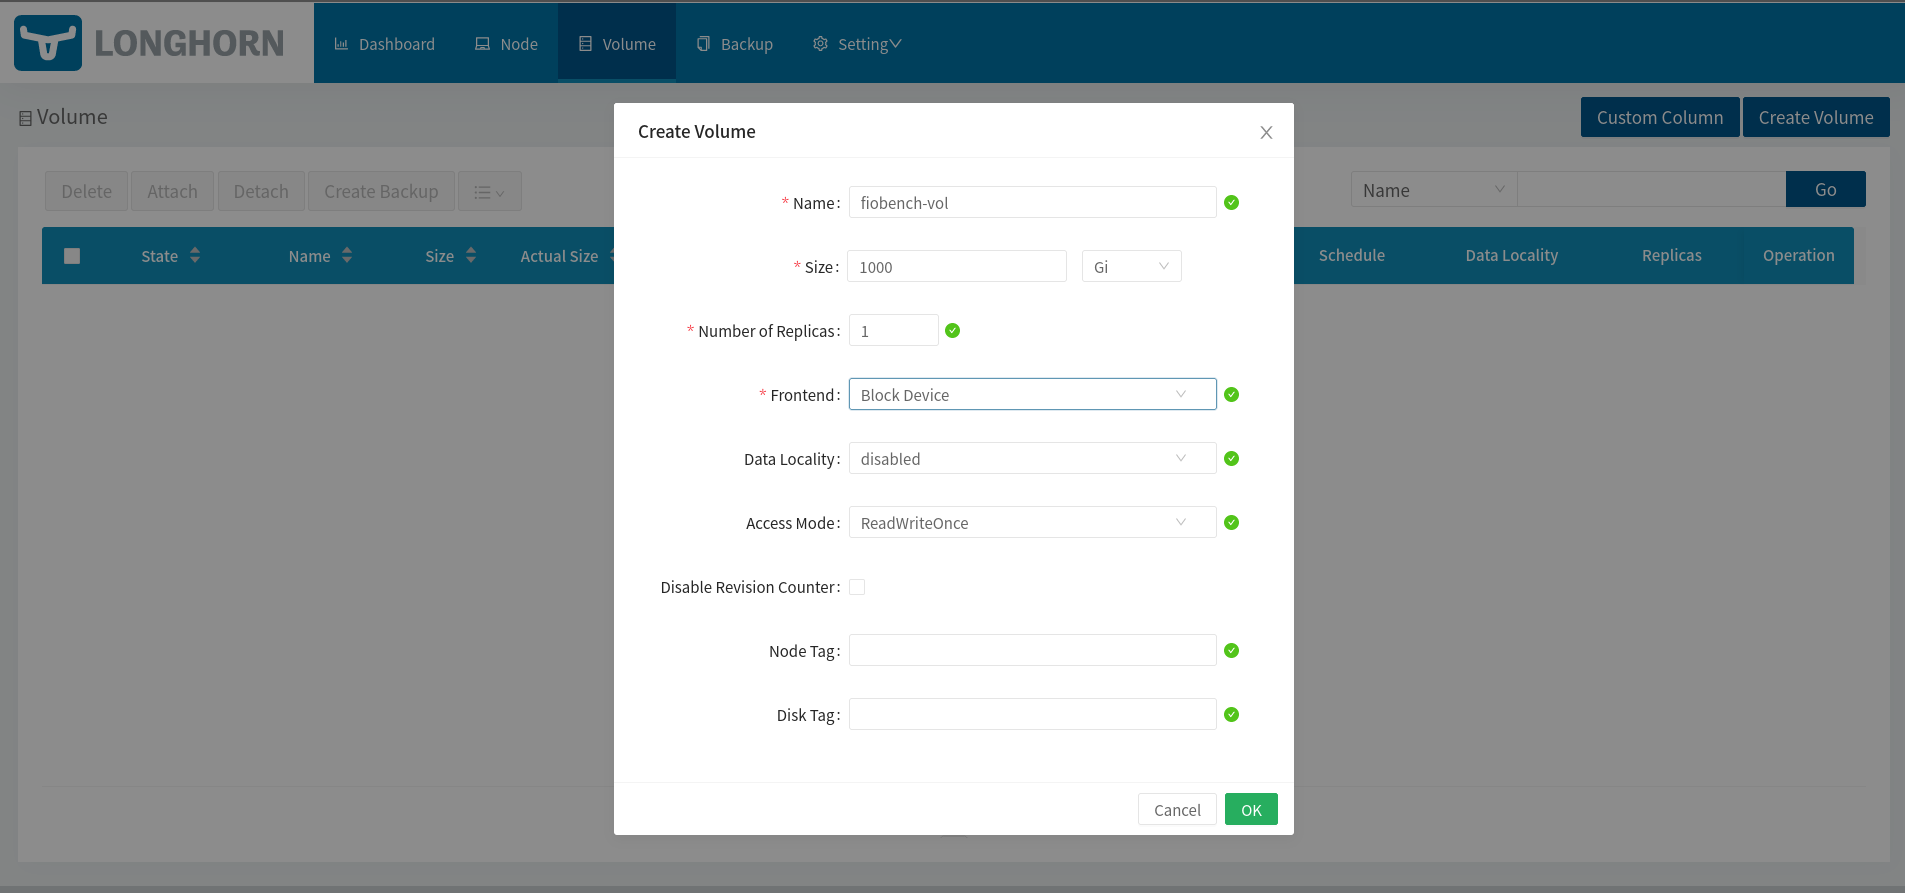 LONGHORN
Dashboard Node Volume Backup Setting
Volume
Custom Column Create Volume
Delete Attach Detach Create Backup
Name Go
State Name Size Actual Size Schedule Data Locality Replicas Operation
Create Volume
* Name: fiobench-vol
* Size: 1000 Gi
* Number of Replicas: 1
* Frontend: Block Device
Data Locality: disabled
Access Mode: ReadWriteOnce
Disable Revision Counter:
Node Tag:
Disk Tag:
Cancel OK